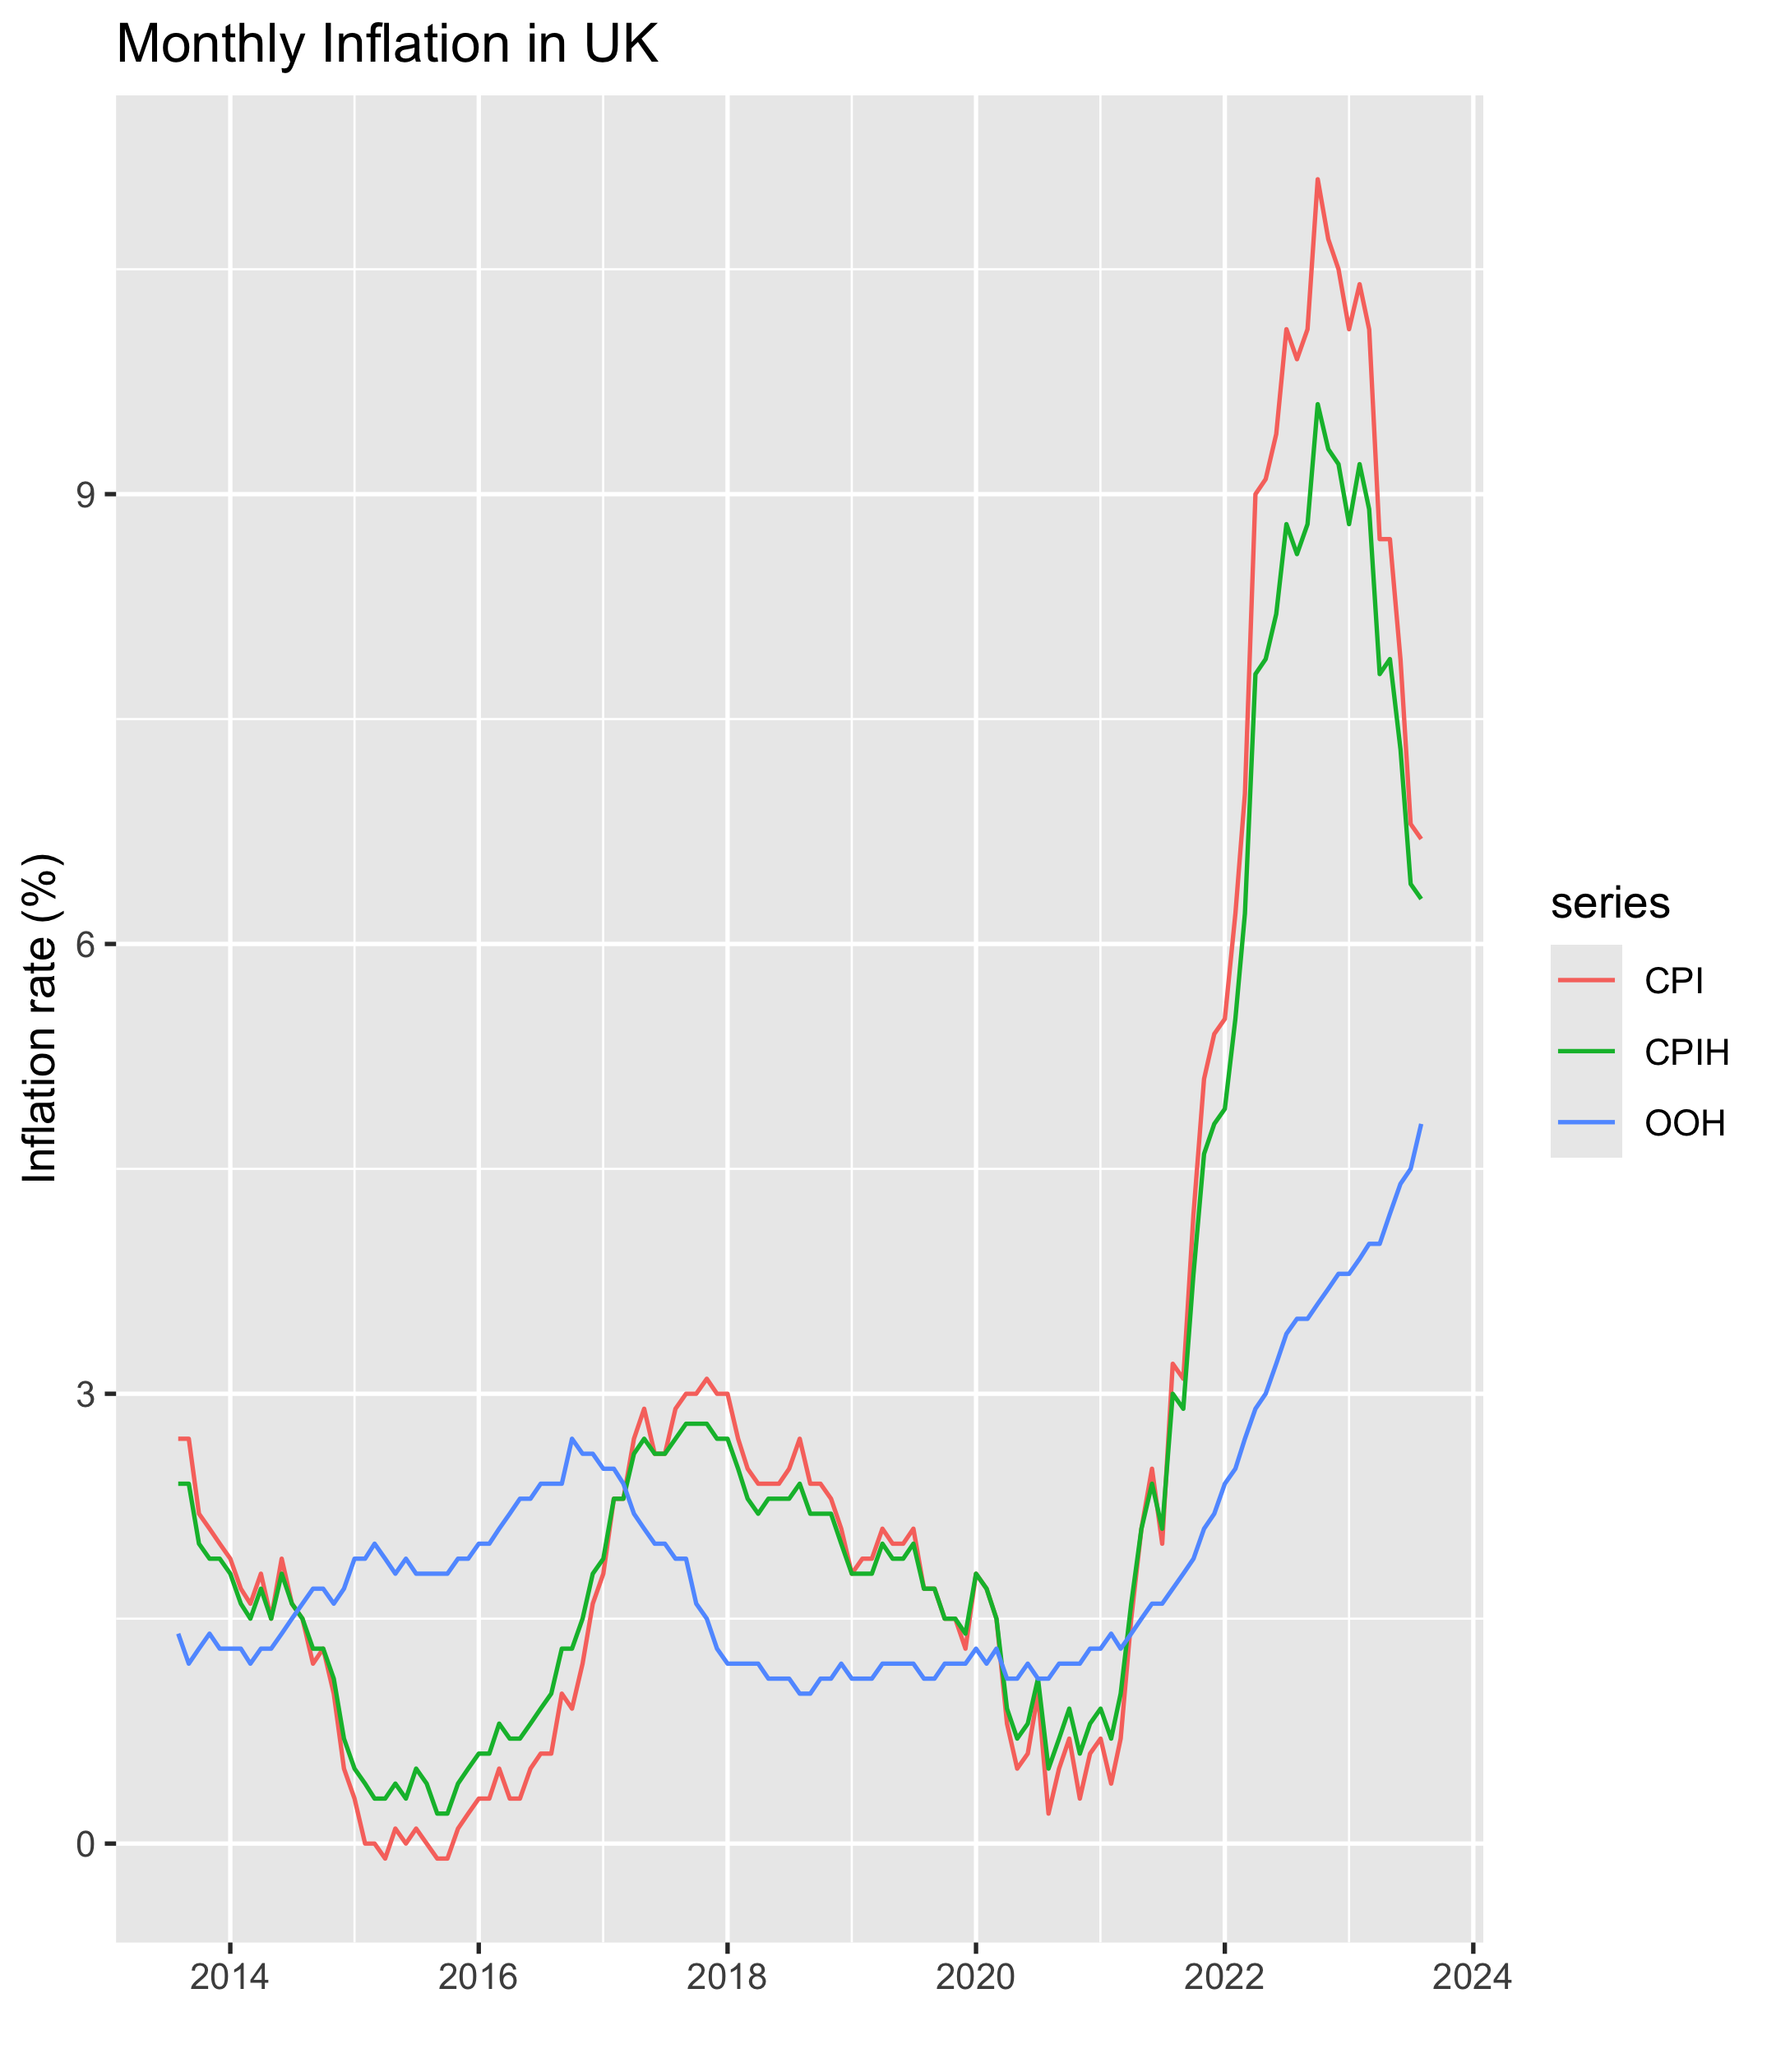 Monthly Inflation in UK
Inflation rate (%)
9
6
3
0
2014 2016 2018 2020 2022 2024
series
CPI
CPIH
OOH